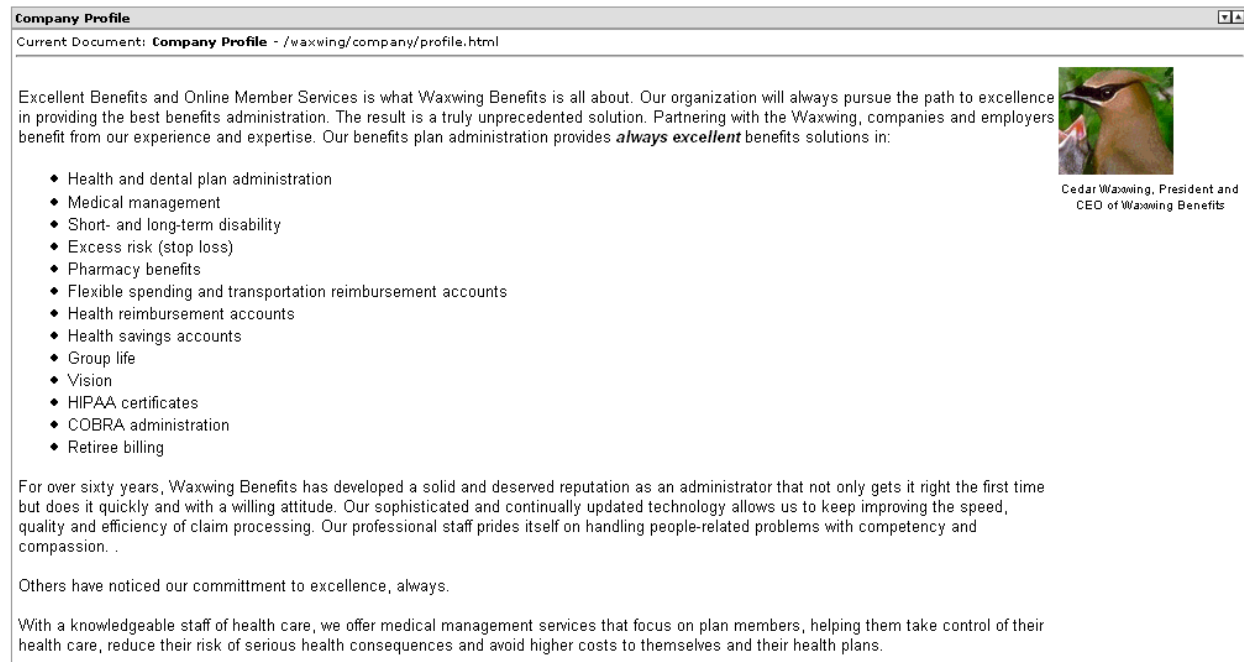 Company Profile
Current Document: Company Profile - /waxwing/company/profile.html
Excellent Benefits and Online Member Services is what Waxwing Benefits is all about. Our organization will always pursue the path to excellence
in providing the best benefits administration. The result is a truly unprecedented solution. Partnering with the Waxwing, companies and employers
benefit from our experience and expertise. Our benefits plan administration provides always excellent benefits solutions in:
Cedar Waxwing, President and
CEO of Waxwing Benefits
◆ Health and dental plan administration
◆ Medical management
◆ Short- and long-term disability
◆ Excess risk (stop loss)
◆ Pharmacy benefits
◆ Flexible spending and transportation reimbursement accounts
◆ Health reimbursement accounts
◆ Health savings accounts
◆ Group life
◆ Vision
◆ HIPAA certificates
◆ COBRA administration
◆ Retiree billing
For over sixty years, Waxwing Benefits has developed a solid and deserved reputation as an administrator that not only gets it right the first time
but does it quickly and with a willing attitude. Our sophisticated and continually updated technology allows us to keep improving the speed,
quality and efficiency of claim processing. Our professional staff prides itself on handling people-related problems with competency and
compassion. .
Others have noticed our committment to excellence, always.
With a knowledgeable staff of health care, we offer medical management services that focus on plan members, helping them take control of their
health care, reduce their risk of serious health consequences and avoid higher costs to themselves and their health plans.